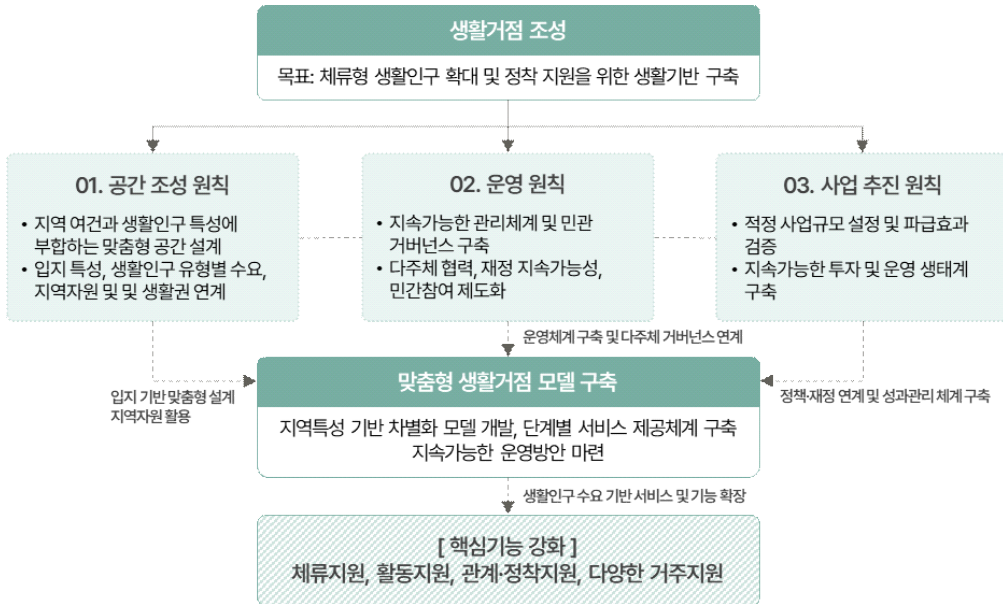 생활거점 조성
목표: 체류형 생활인구 확대 및 정착 지원을 위한 생활기반 구축
01. 공간 조성 원칙
• 지역 여건과 생활인구 특성에
부합하는 맞춤형 공간 설계
• 입지 특성, 생활인구 유형별 수요,
지역자원 및 및 생활권 연계
02. 운영 원칙
• 지속가능한 관리체계 및 민관
거버넌스 구축
• 다주체 협력, 재정 지속가능성,
민간참여 제도화
03. 사업 추진 원칙
• 적정 사업규모 설정 및 파급효과
검증
• 지속가능한 투자 및 운영 생태계
구축
운영체계 구축 및 다주체 거버넌스 연계
입지 기반 맞춤형 설계
지역자원 활용
정책·재정 연계 및 성과관리 체계 구축
맞춤형 생활거점 모델 구축
지역특성 기반 차별화 모델 개발, 단계별 서비스 제공체계 구축
지속가능한 운영방안 마련
생활인구 수요 기반 서비스 및 기능 확장
[ 핵심기능 강화 ]
체류지원, 활동지원, 관계·정착지원, 다양한 거주지원